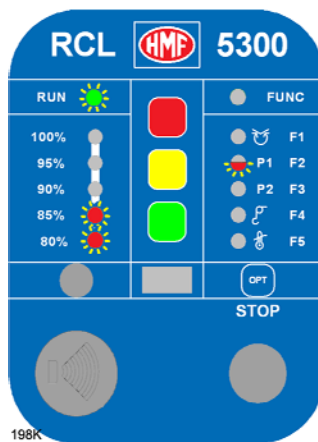 RCL HMF 5300
RUN FUNC
100% F1
95% P1 F2
90% P2 F3
85% F4
80% F5
OPT
STOP
198K